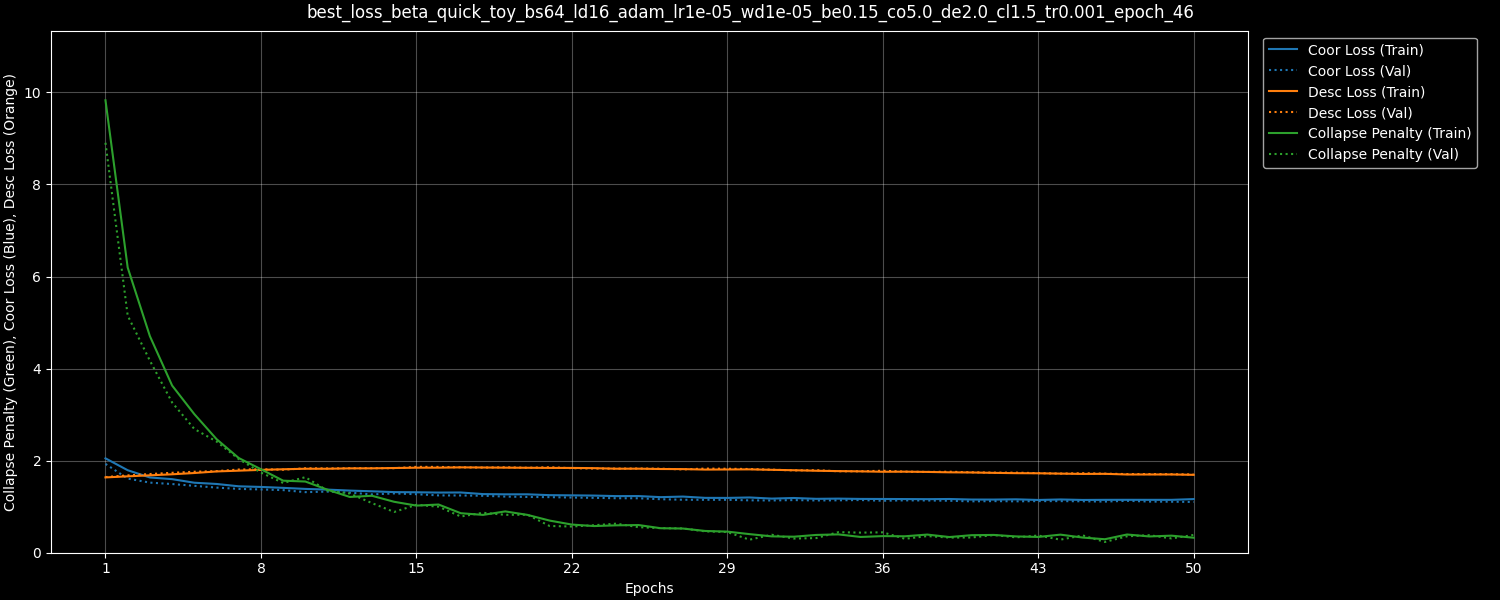 best_loss_beta_quick_toy_bs64_ld16_adam_lr1e-05_wd1e-05_be0.15_co5.0_de2.0_cl1.5_tr0.001_epoch_46
Collapse Penalty (Green), Coor Loss (Blue), Desc Loss (Orange)
10
8
6
4
2
0
1 8 15 22 29 36 43 50
Epochs
Coor Loss (Train)
Coor Loss (Val)
Desc Loss (Train)
Desc Loss (Val)
Collapse Penalty (Train)
Collapse Penalty (Val)